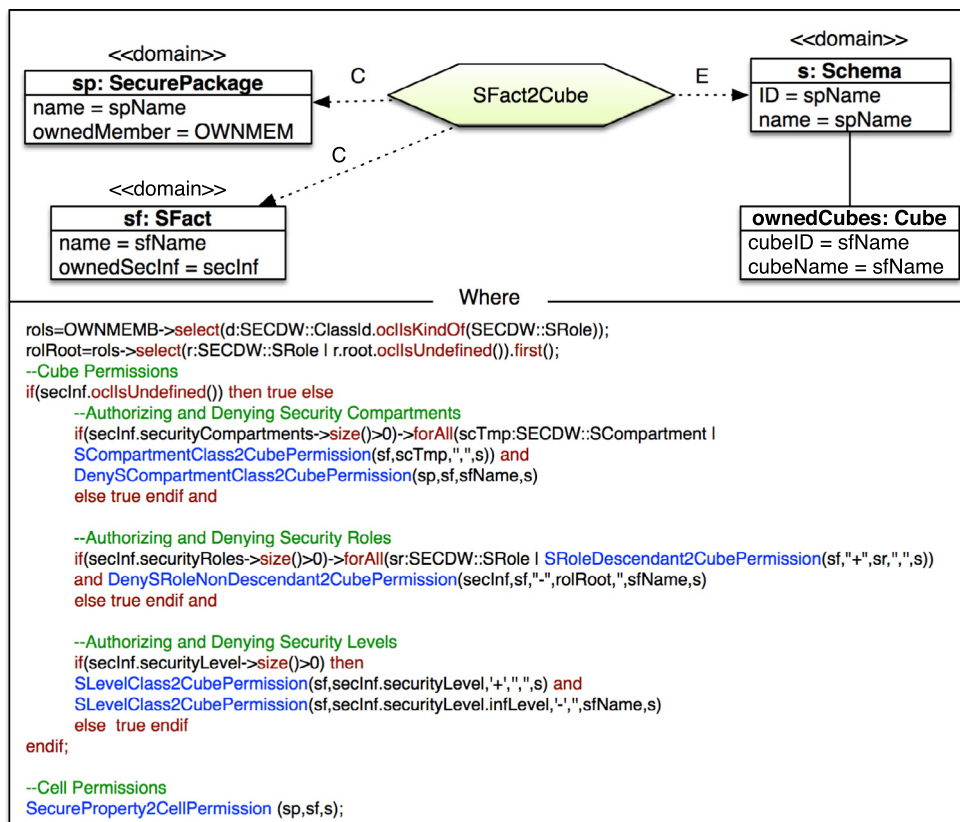 <<domain>>
sp: SecurePackage
name = spName
ownedMember = OWNMEM
C
SFact2Cube
E
<<domain>>
s: Schema
ID = spName
name = spName
C
<<domain>>
sf: SFact
name = sfName
ownedSecInf = secInf
ownedCubes: Cube
cubeID = sfName
cubeName = sfName
Where
rols=OWNMEMB->select(d:SECDW::ClassId.oclIsKindOf(SECDW::SRole));
rolRoot=rols->select(r:SECDW::SRole | r.root.oclIsUndefined()).first();
--Cube Permissions
if(secInf.oclIsUndefined()) then true else
--Authorizing and Denying Security Compartments
if(secInf.securityCompartments->size()>0)->forAll(scTmp:SECDW::SCompartment |
SCompartmentClass2CubePermission(sf,scTmp,'','',s)) and
DenySCompartmentClass2CubePermission(sp,sf,sfName,s)
else true endif and
--Authorizing and Denying Security Roles
if(secInf.securityRoles->size()>0)->forAll(sr:SECDW::SRole | SRoleDescendant2CubePermission(sf,"+",sr,'','',s))
and DenySRoleNonDescendant2CubePermission(secInf,sf,"-",rolRoot,'',sfName,s)
else true endif and
--Authorizing and Denying Security Levels
if(secInf.securityLevel->size()>0) then
SLevelClass2CubePermission(sf,secInf.securityLevel,'+','','',s) and
SLevelClass2CubePermission(sf,secInf.securityLevel.infLevel,'-','',sfName,s)
else true endif
endif;
--Cell Permissions
SecureProperty2CellPermission (sp,sf,s);